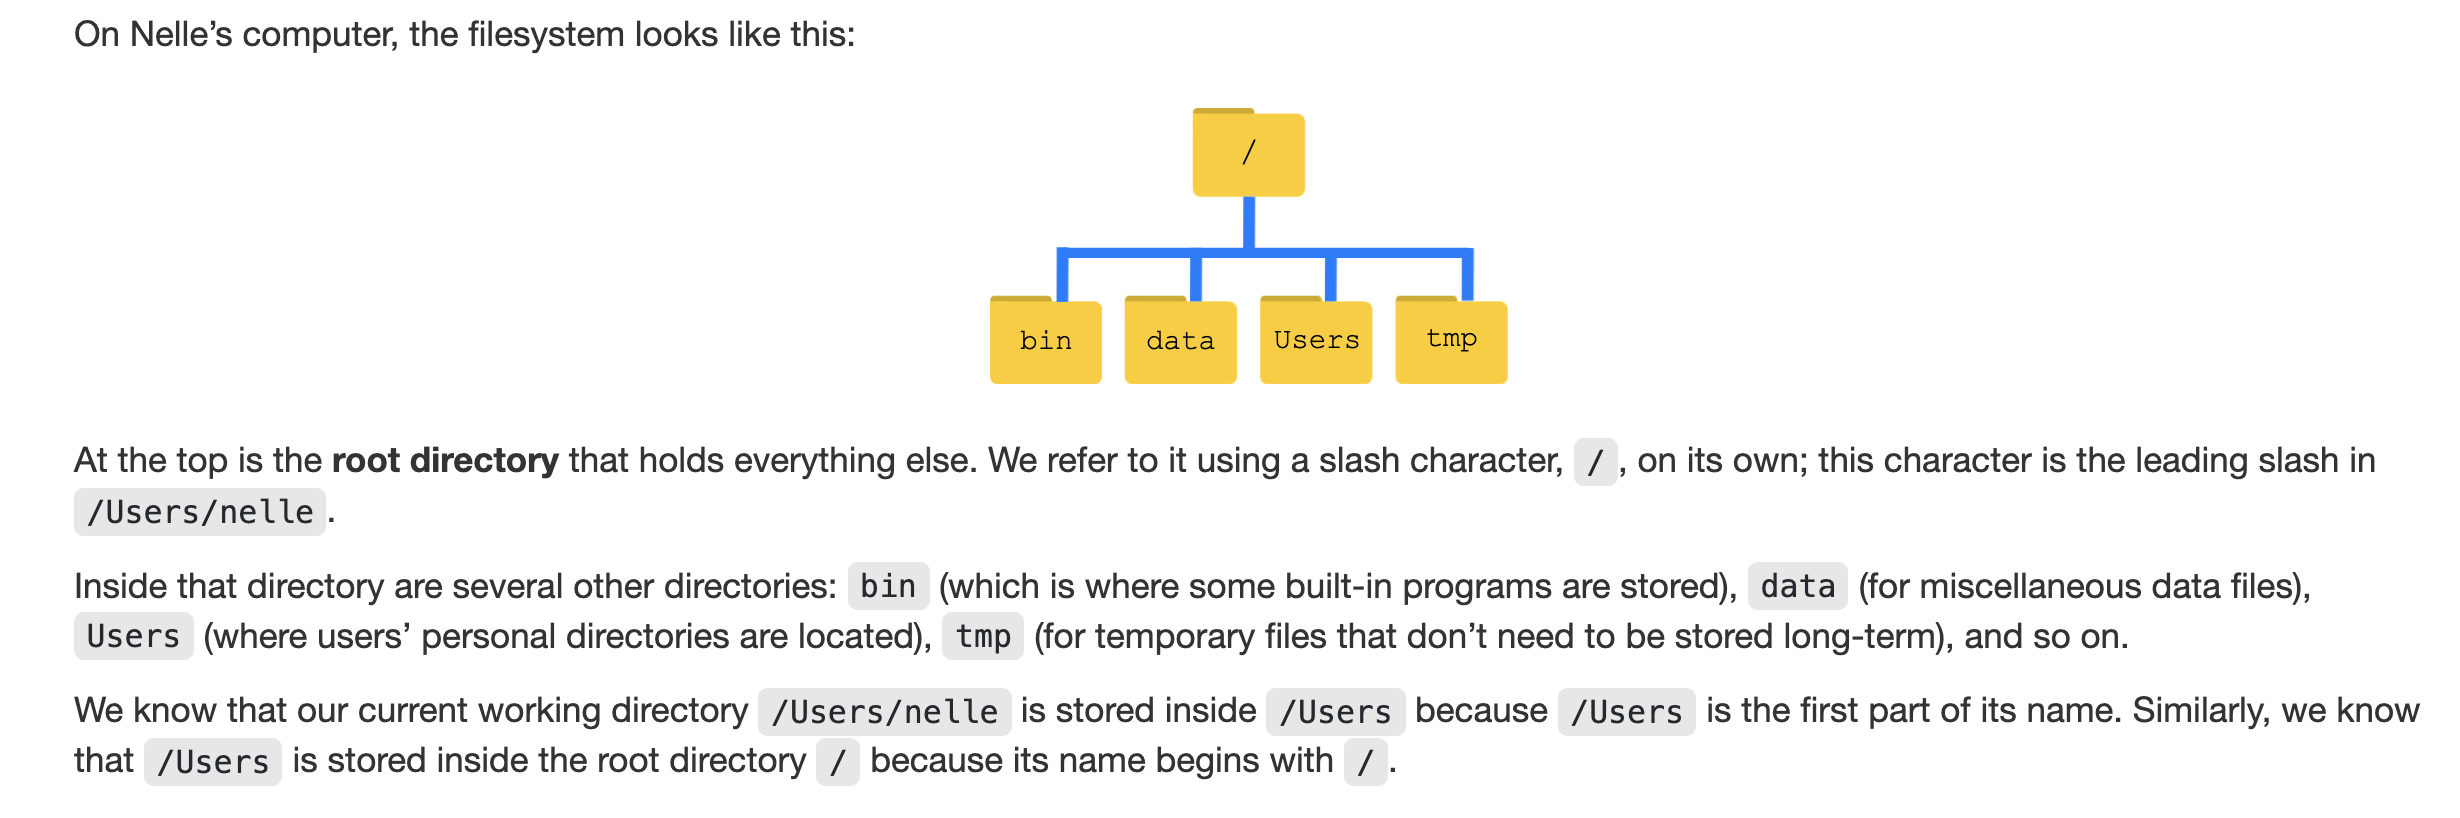 On Nelle’s computer, the filesystem looks like this:
/
bin data Users tmp
At the top is the root directory that holds everything else. We refer to it using a slash character, /, on its own; this character is the leading slash in
/Users/nelle.
Inside that directory are several other directories: bin (which is where some built-in programs are stored), data (for miscellaneous data files),
Users (where users’ personal directories are located), tmp (for temporary files that don’t need to be stored long-term), and so on.
We know that our current working directory /Users/nelle is stored inside /Users because /Users is the first part of its name. Similarly, we know
that /Users is stored inside the root directory / because its name begins with /.